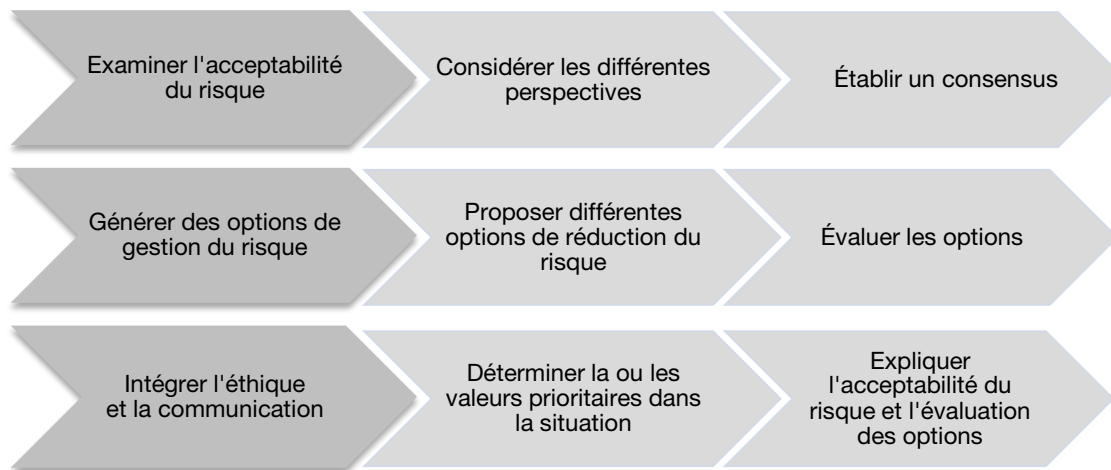 Examiner l'acceptabilité
du risque
Considérer les différentes
perspectives
Établir un consensus
Générer des options de
gestion du risque
Proposer différentes
options de réduction du
risque
Évaluer les options
Intégrer l'éthique
et la communication
Déterminer la ou les
valeurs prioritaires dans
la situation
Expliquer
l'acceptabilité du
risque et l'évaluation
des options